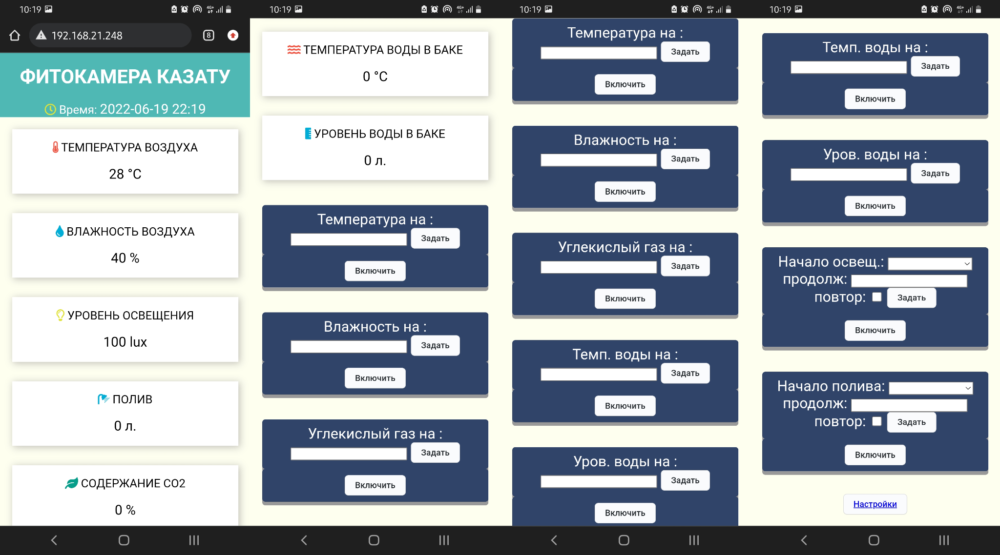 10:19
4G+
192.168.21.248
8
ФИТОКАМЕРА КАЗАТУ
Время: 2022-06-19 22:19
ТЕМПЕРАТУРА ВОЗДУХА
28 °C
ВЛАЖНОСТЬ ВОЗДУХА
40 %
УРОВЕНЬ ОСВЕЩЕНИЯ
100 lux
ПОЛИВ
0 л.
СОДЕРЖАНИЕ CO2
0 %
10:19
4G+
ТЕМПЕРАТУРА ВОДЫ В БАКЕ
0 °C
УРОВЕНЬ ВОДЫ В БАКЕ
0 л.
Температура на :
Задать
Включить
Влажность на :
Задать
Включить
Углекислый газ на :
Задать
Включить
10:19
4G+
Температура на :
Задать
Включить
Влажность на :
Задать
Включить
Углекислый газ на :
Задать
Включить
Темп. воды на :
Задать
Включить
Уров. воды на :
Задать
Включить
10:19
4G+
Темп. воды на :
Задать
Включить
Уров. воды на :
Задать
Включить
Начало освещ.:
продолж:
повтор: Задать
Включить
Начало полива:
продолж:
повтор: Задать
Включить
Настройки